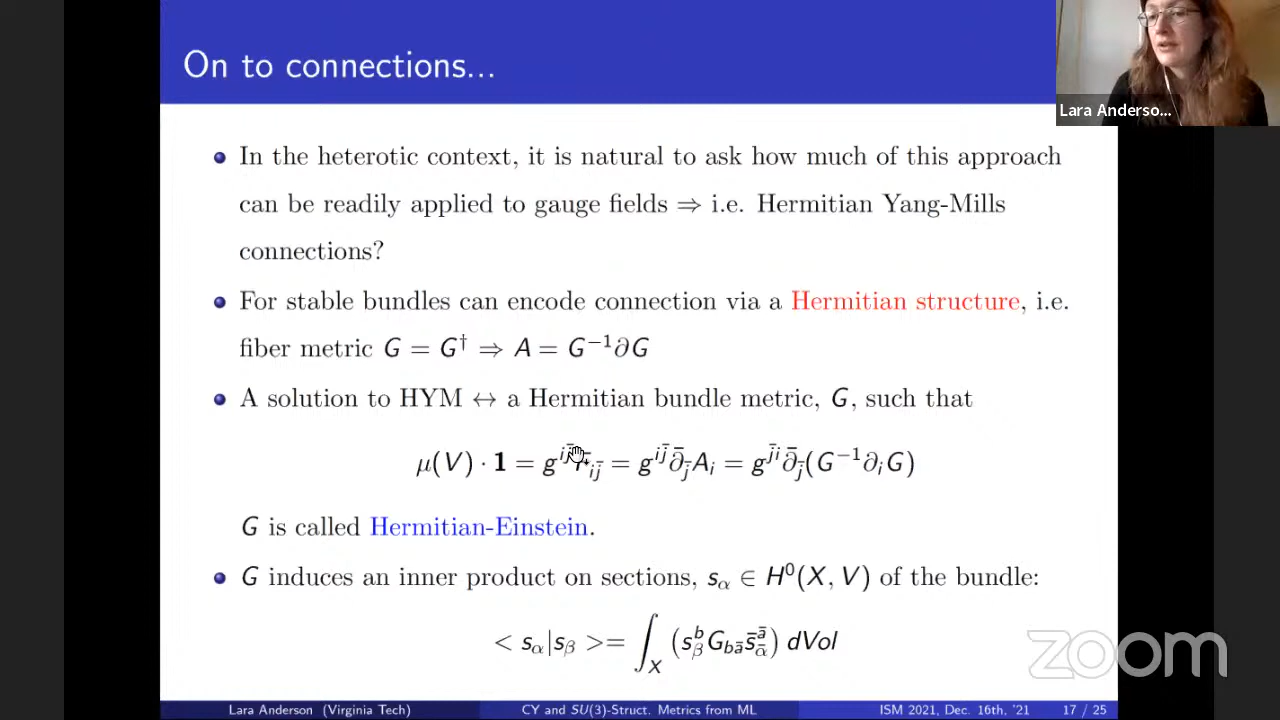 On to connections...
Lara Anderso...
In the heterotic context, it is natural to ask how much of this approach
can be readily applied to gauge fields ⇒ i.e. Hermitian Yang-Mills
connections?
For stable bundles can encode connection via a Hermitian structure, i.e.
fiber metric G = G† ⇒ A = G⁻¹∂G
A solution to HYM ↔ a Hermitian bundle metric, G, such that
μ(V) · 1 = g^{ij̄} F_{ij̄} = g^{ij̄} ∂̄_{j̄} A_i = g^{j̄i} ∂̄_{j̄}(G⁻¹∂_i G)
G is called Hermitian-Einstein.
G induces an inner product on sections, s_α ∈ H⁰(X, V) of the bundle:
< s_α|s_β >= ∫_X (s^b_β G_{bā} s̄^ā_ᾱ) dVol
zoom
Lara Anderson (Virginia Tech) CY and SU(3)-Struct. Metrics from ML ISM 2021, Dec. 16th, '21 17 / 25